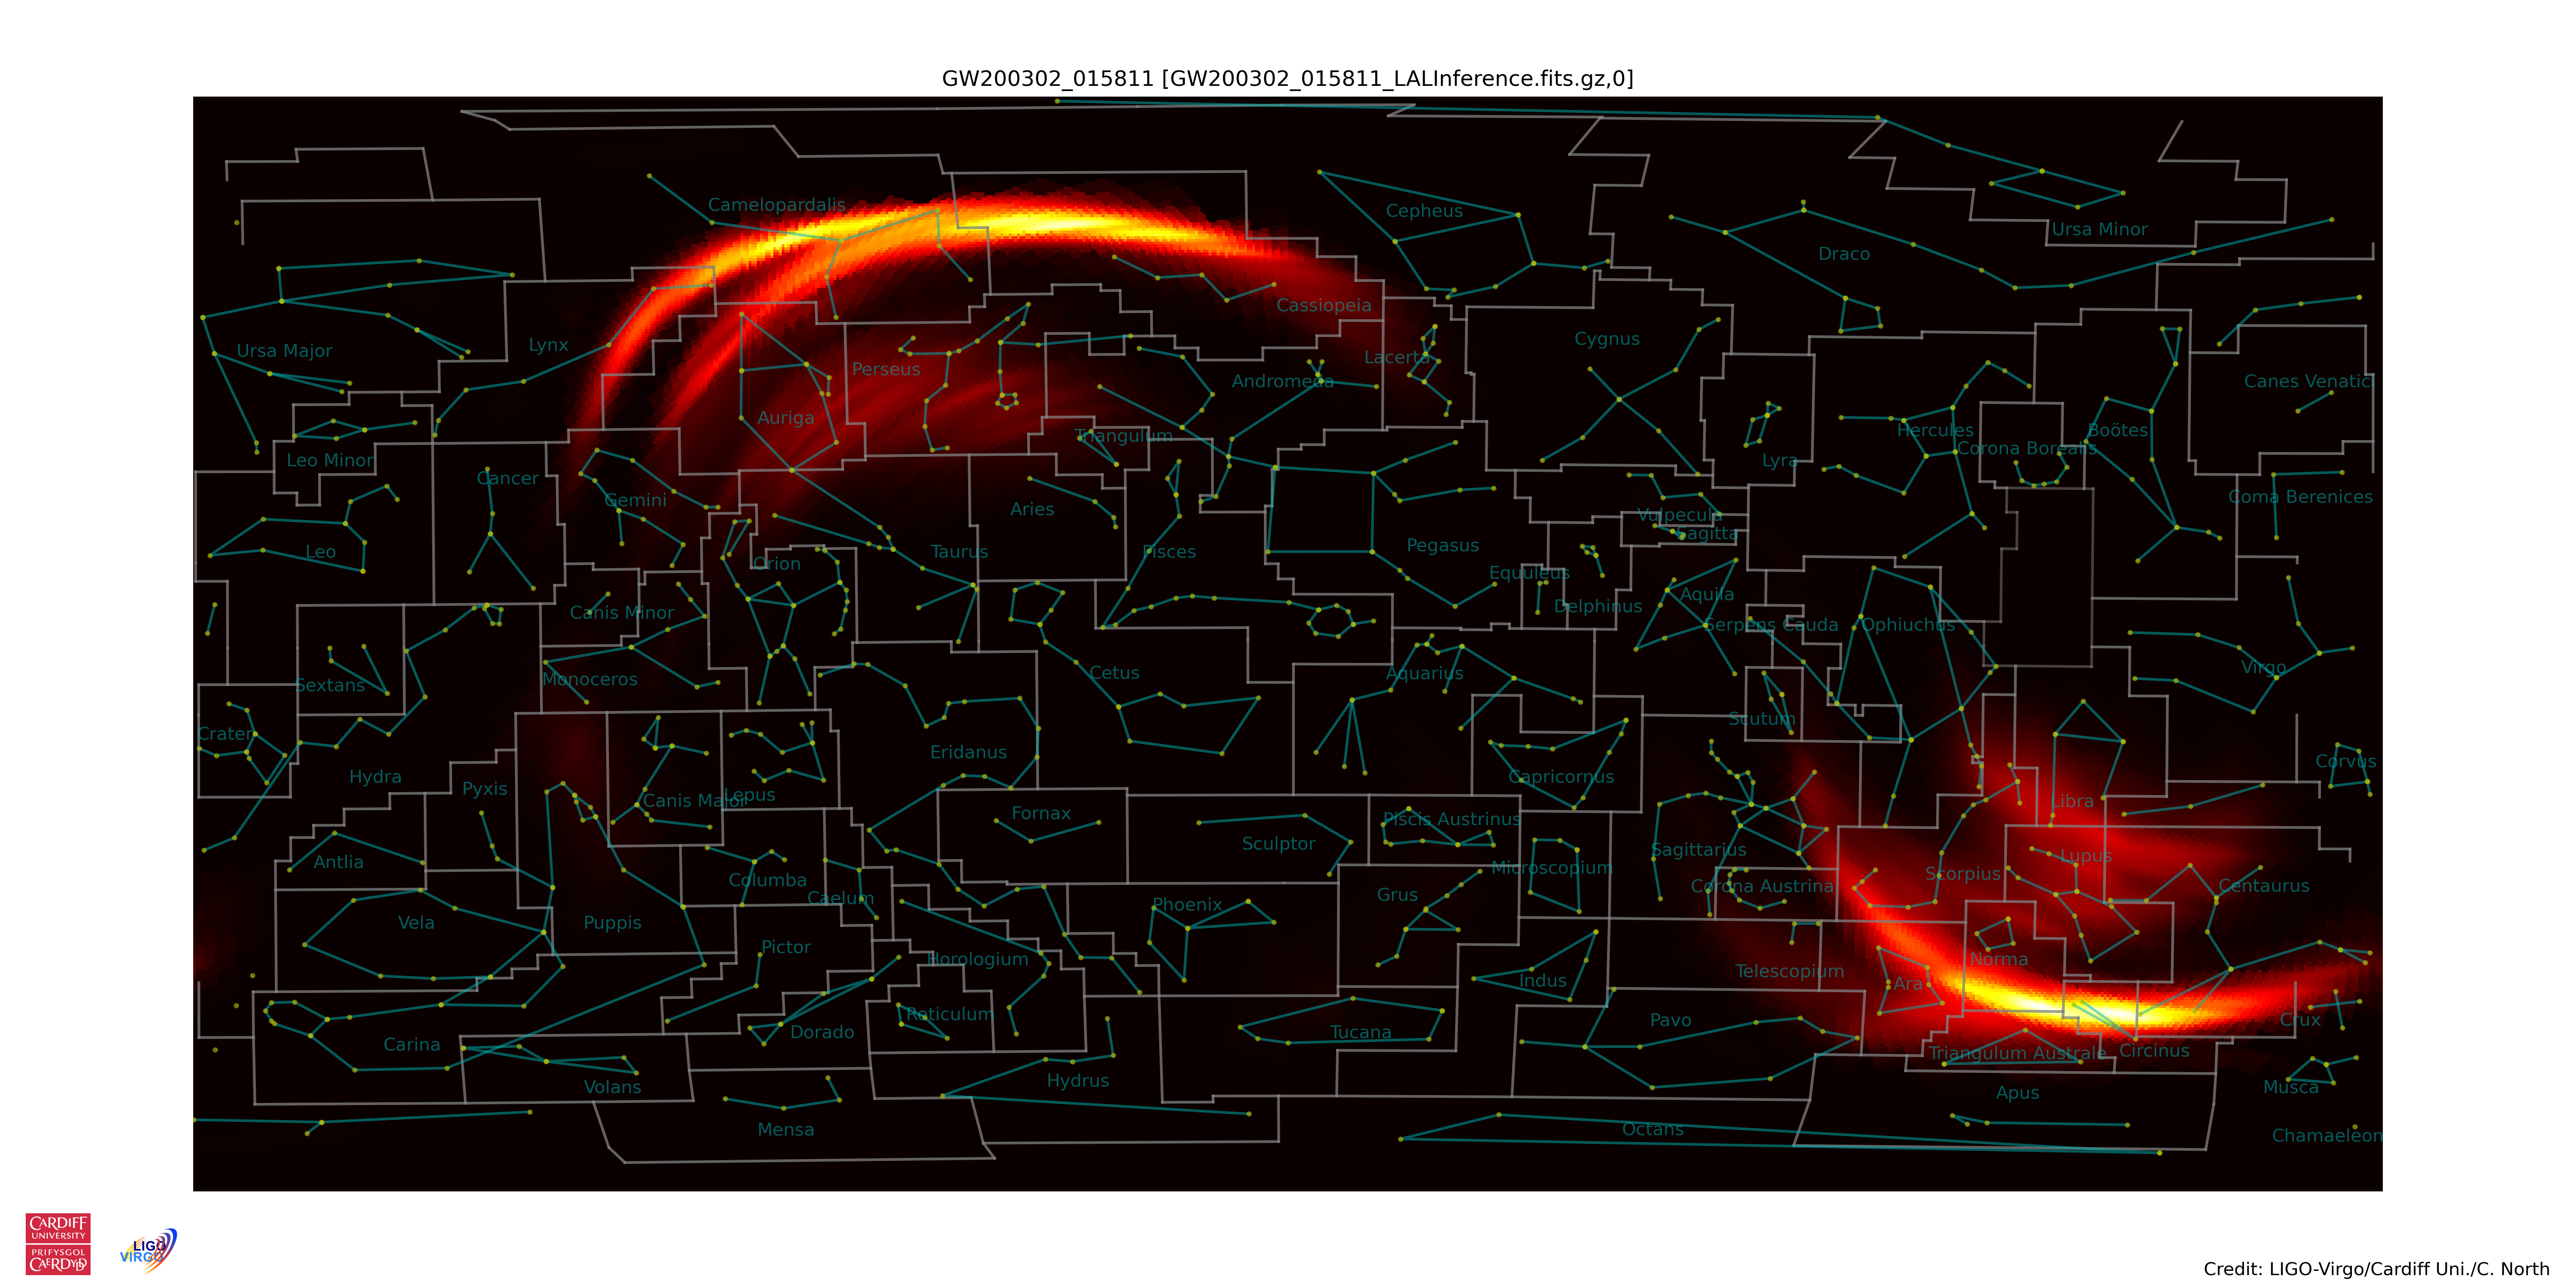 GW200302_015811 [GW200302_015811_LALInference.fits.gz,0]
Camelopardalis
Cepheus
Ursa Minor
Draco
Cassiopeia
Ursa Major
Lynx
Cygnus
Lacerta
Perseus
Andromeda
Canes Venatici
Auriga
Triangulum
Hercules
Boötes
Corona Borealis
Leo Minor
Lyra
Cancer
Gemini
Coma Berenices
Aries
Vulpecula
Sagitta
Leo
Taurus
Pisces
Pegasus
Orion
Equuleus
Canis Minor
Delphinus
Aquila
Serpens Cauda
Ophiuchus
Virgo
Sextans
Monoceros
Cetus
Aquarius
Scutum
Crater
Eridanus
Corvus
Hydra
Capricornus
Pyxis
Canis Major
Lepus
Libra
Fornax
Piscis Austrinus
Sculptor
Sagittarius
Lupus
Antlia
Microscopium
Scorpius
Columba
Corona Austrina
Centaurus
Caelum
Grus
Phoenix
Vela
Puppis
Pictor
Horologium
Norma
Telescopium
Indus
Ara
Reticulum
Pavo
Crux
Dorado
Tucana
Carina
Triangulum Australe
Circinus
Volans
Hydrus
Musca
Apus
Mensa
Octans
Chamaeleon
CARDIFF
UNIVERSITY
PRIFYSGOL
CAERDYDD
LIGO
VIRGO
Credit: LIGO-Virgo/Cardiff Uni./C. North